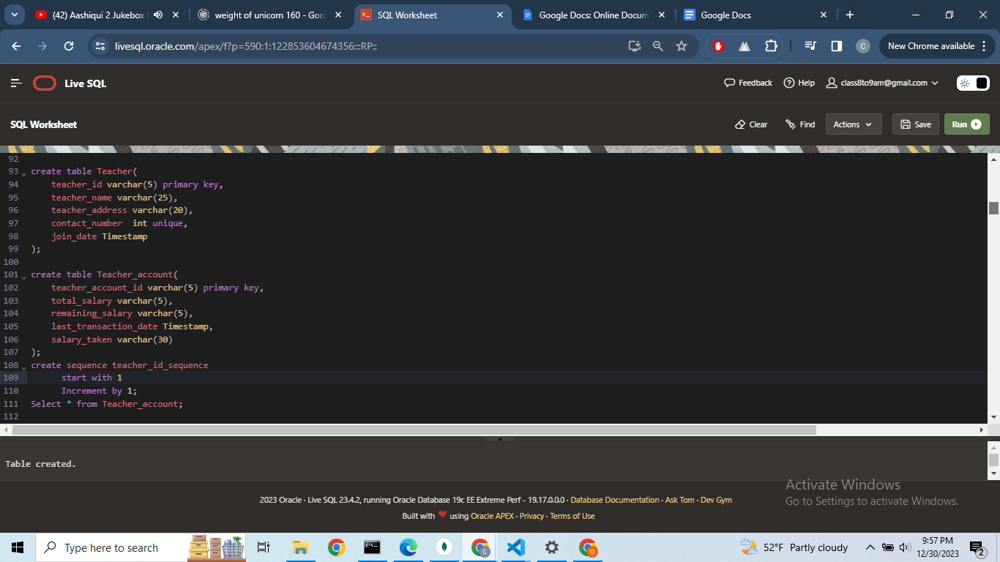 (42) Aashiqui 2 Jukebox
weight of unicorn 160 - Goo
SQL Worksheet
Google Docs: Online Docum
Google Docs
livesql.oracle.com/apex/f?p=590:1:122853604674356:::RP::
C
New Chrome available
Live SQL
Feedback
Help
class8to9am@gmail.com
SQL Worksheet
Clear
Find
Actions
Save
Run
92
93 create table Teacher(
94 teacher_id varchar(5) primary key,
95 teacher_name varchar(25),
96 teacher_address varchar(20),
97 contact_number  int unique,
98 join_date Timestamp
99 );
100
101 create table Teacher_account(
102 teacher_account_id varchar(5) primary key,
103 total_salary varchar(5),
104 remaining_salary varchar(5),
105 last_transaction_date Timestamp,
106 salary_taken varchar(30)
107 );
108 create sequence teacher_id_sequence
109 start with 1
110 Increment by 1;
111 Select * from Teacher_account;
112
Table created.
Activate Windows
Go to Settings to activate Windows.
2023 Oracle · Live SQL 23.4.2, running Oracle Database 19c EE Extreme Perf - 19.17.0.0.0 · Database Documentation · Ask Tom · Dev Gym
Built with ❤ using Oracle APEX · Privacy · Terms of Use
Type here to search
52°F Partly cloudy
9:57 PM
12/30/2023
2